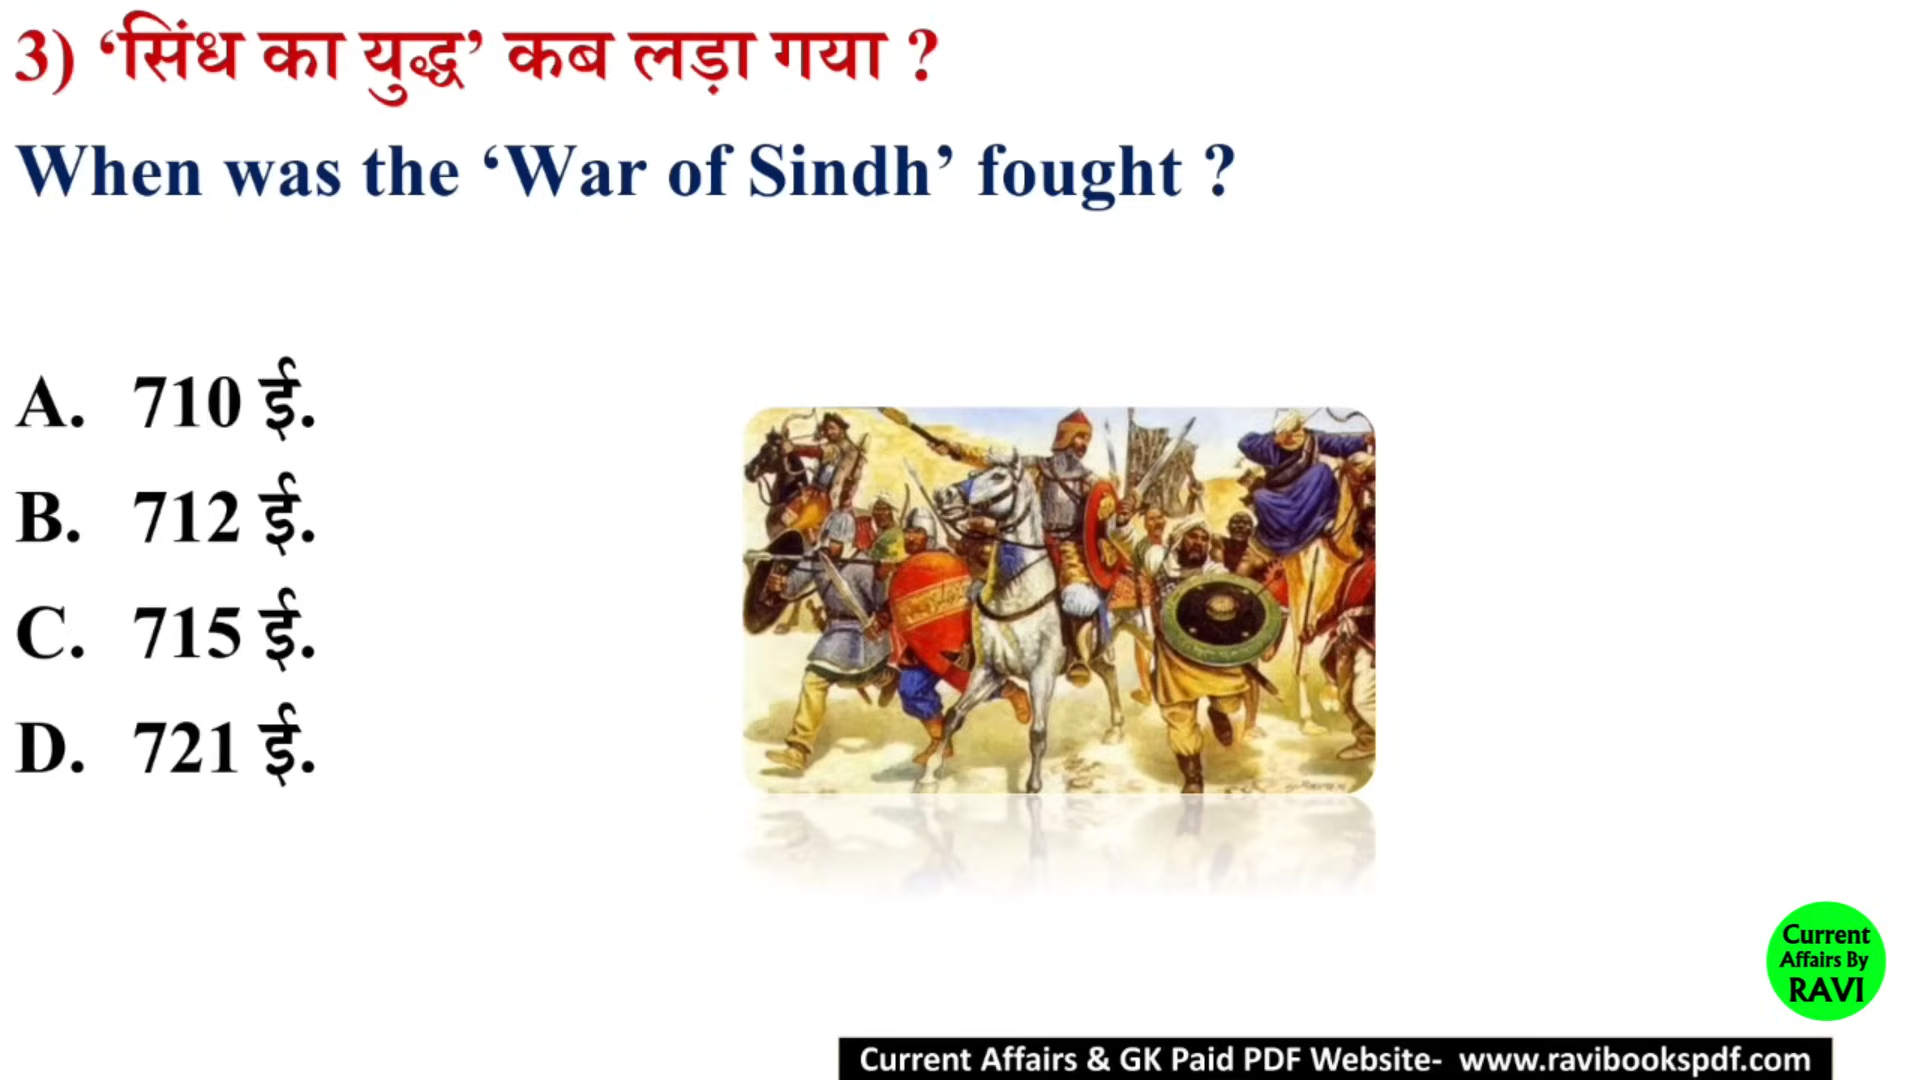 3) ‘सिंध का युद्ध’ कब लड़ा गया ?
When was the ‘War of Sindh’ fought ?
A. 710 ई.
B. 712 ई.
C. 715 ई.
D. 721 ई.
Current
Affairs By
RAVI
Current Affairs & GK Paid PDF Website- www.ravibookspdf.com